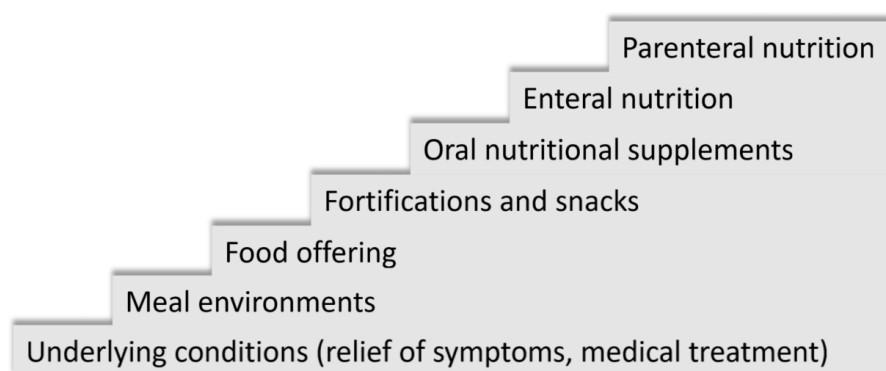 Parenteral nutrition
Enteral nutrition
Oral nutritional supplements
Fortifications and snacks
Food offering
Meal environments
Underlying conditions (relief of symptoms, medical treatment)